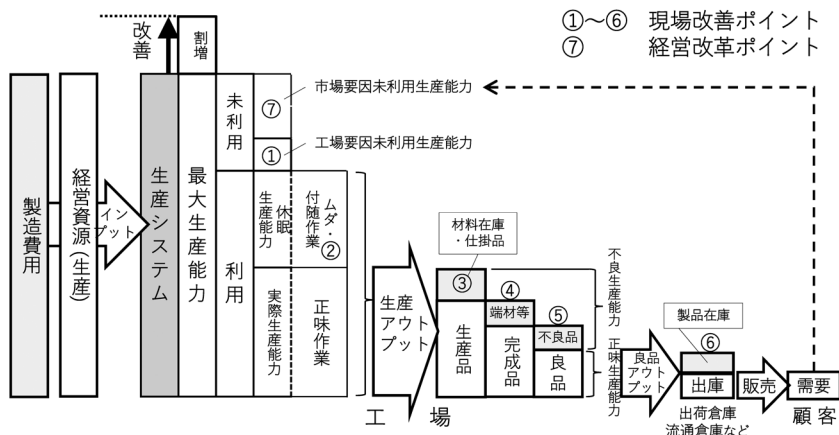 ①～⑥ 現場改善ポイント
⑦ 経営改革ポイント
改善
割増
製造費用
経営資源(生産)
イン
プット
生産システム
最大生産能力
未利用
利用
⑦
①
市場要因未利用生産能力
工場要因未利用生産能力
休眠
生産能力
ムダ・②
付随作業
実際生産能力
正味作業
生産
アウト
プット
材料在庫
・仕掛品
③
生産品
④
端材等
完成品
⑤
不良品
良品
不良生産能力
正味生産能力
良品
アウト
プット
製品在庫
⑥
出庫
出荷倉庫
流通倉庫など
販売
需要
顧客
工場